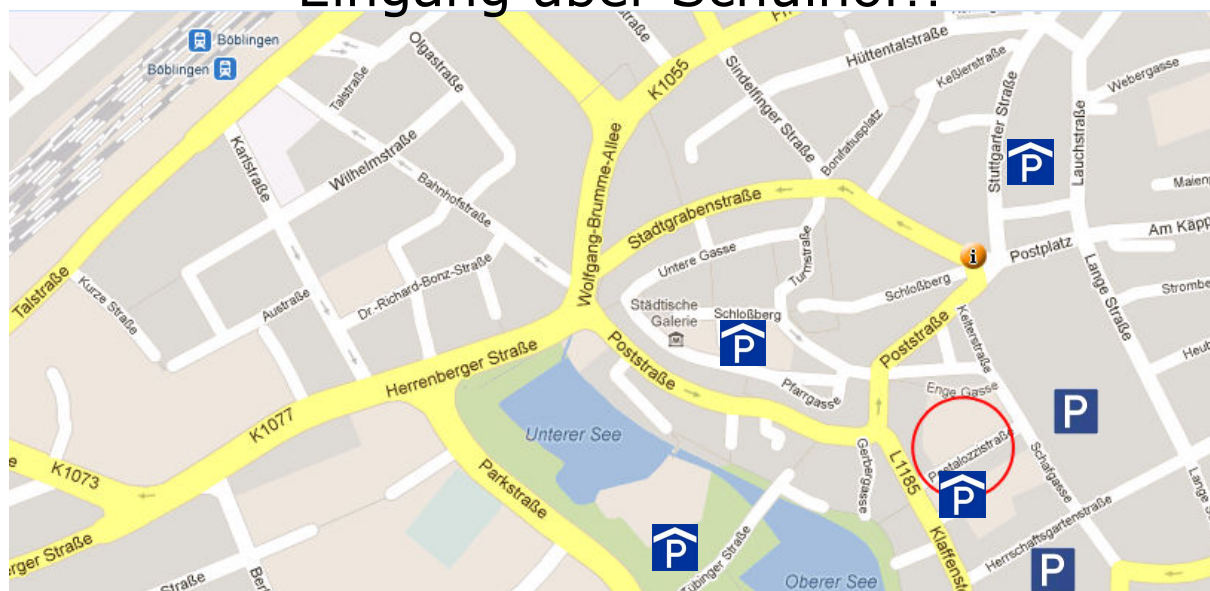 Eingang über Schulhof!!
Böblingen
Böblingen
Talstraße
Olgastraße
K1055
Sindelfinger Straße
Hüttentalstraße
Keßlerstraße
Webergasse
Stuttgarter Straße
Lauchstraße
Bonifatiusplatz
P
Karlstraße
Wilhelmstraße
Bahnhofstraße
Wolfgang-Brumme-Allee
Stadtgrabenstraße
Am Käpp
Postplatz
i
Untere Gasse
Turmstraße
Schloßberg
Talstraße
Kurze Straße
Austraße
Dr.-Richard-Bonz-Straße
Städtische
Galerie
M
Schloßberg
P
Poststraße
Kelterstraße
Lange Straße
Herrenberger Straße
Poststraße
Pfarrgasse
Enge Gasse
P
K1077
Unterer See
Gerbergasse
L1185
Pestalozzistraße
P
Schafgasse
K1073
Parkstraße
P
Tübinger Straße
Oberer See
Herrschaftsgartenstraße
P
Lange S
rger Straße
Straße